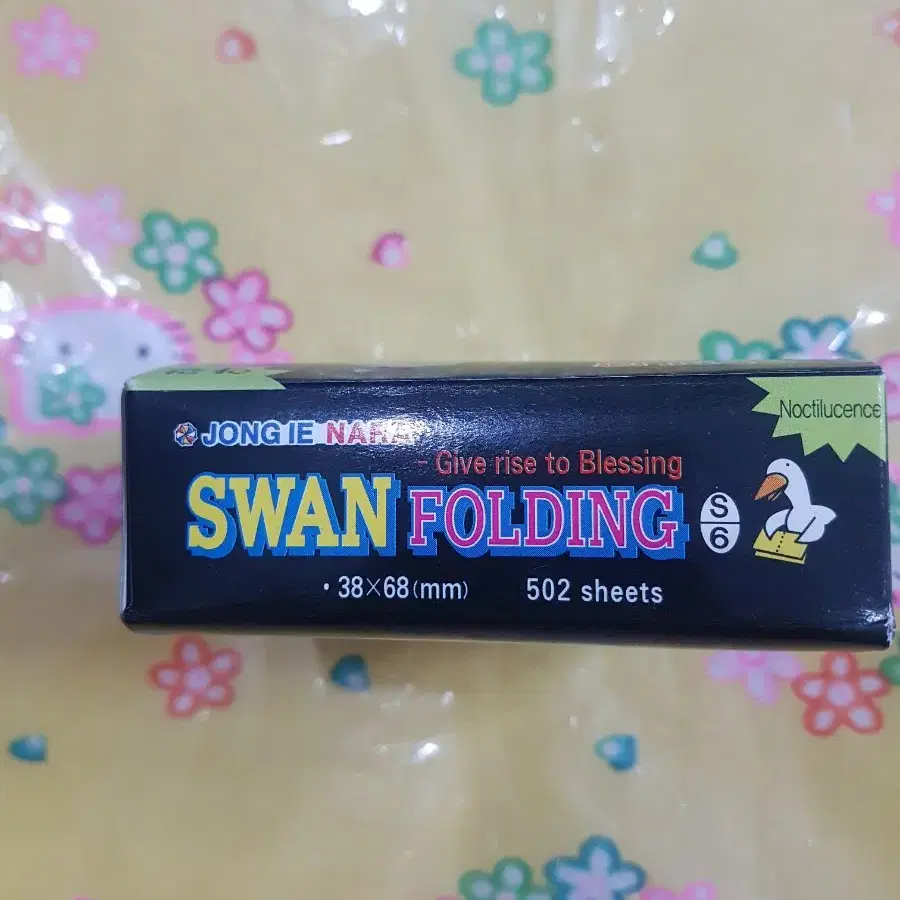 JONG IE NARA
Noctilucence
- Give rise to Blessing
SWAN FOLDING S 6
· 38×68(mm) 502 sheets